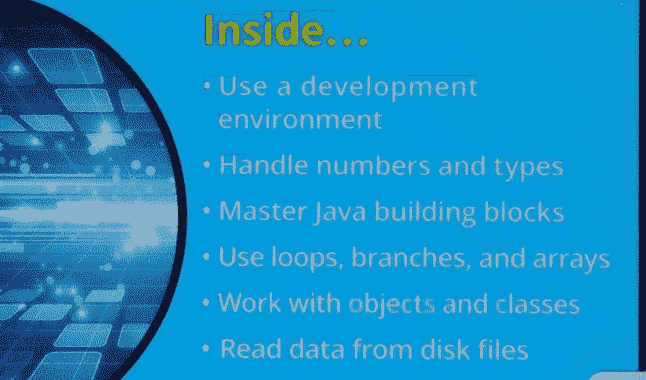 Inside...
• Use a development
environment
• Handle numbers and types
• Master Java building blocks
• Use loops, branches, and arrays
• Work with objects and classes
• Read data from disk files